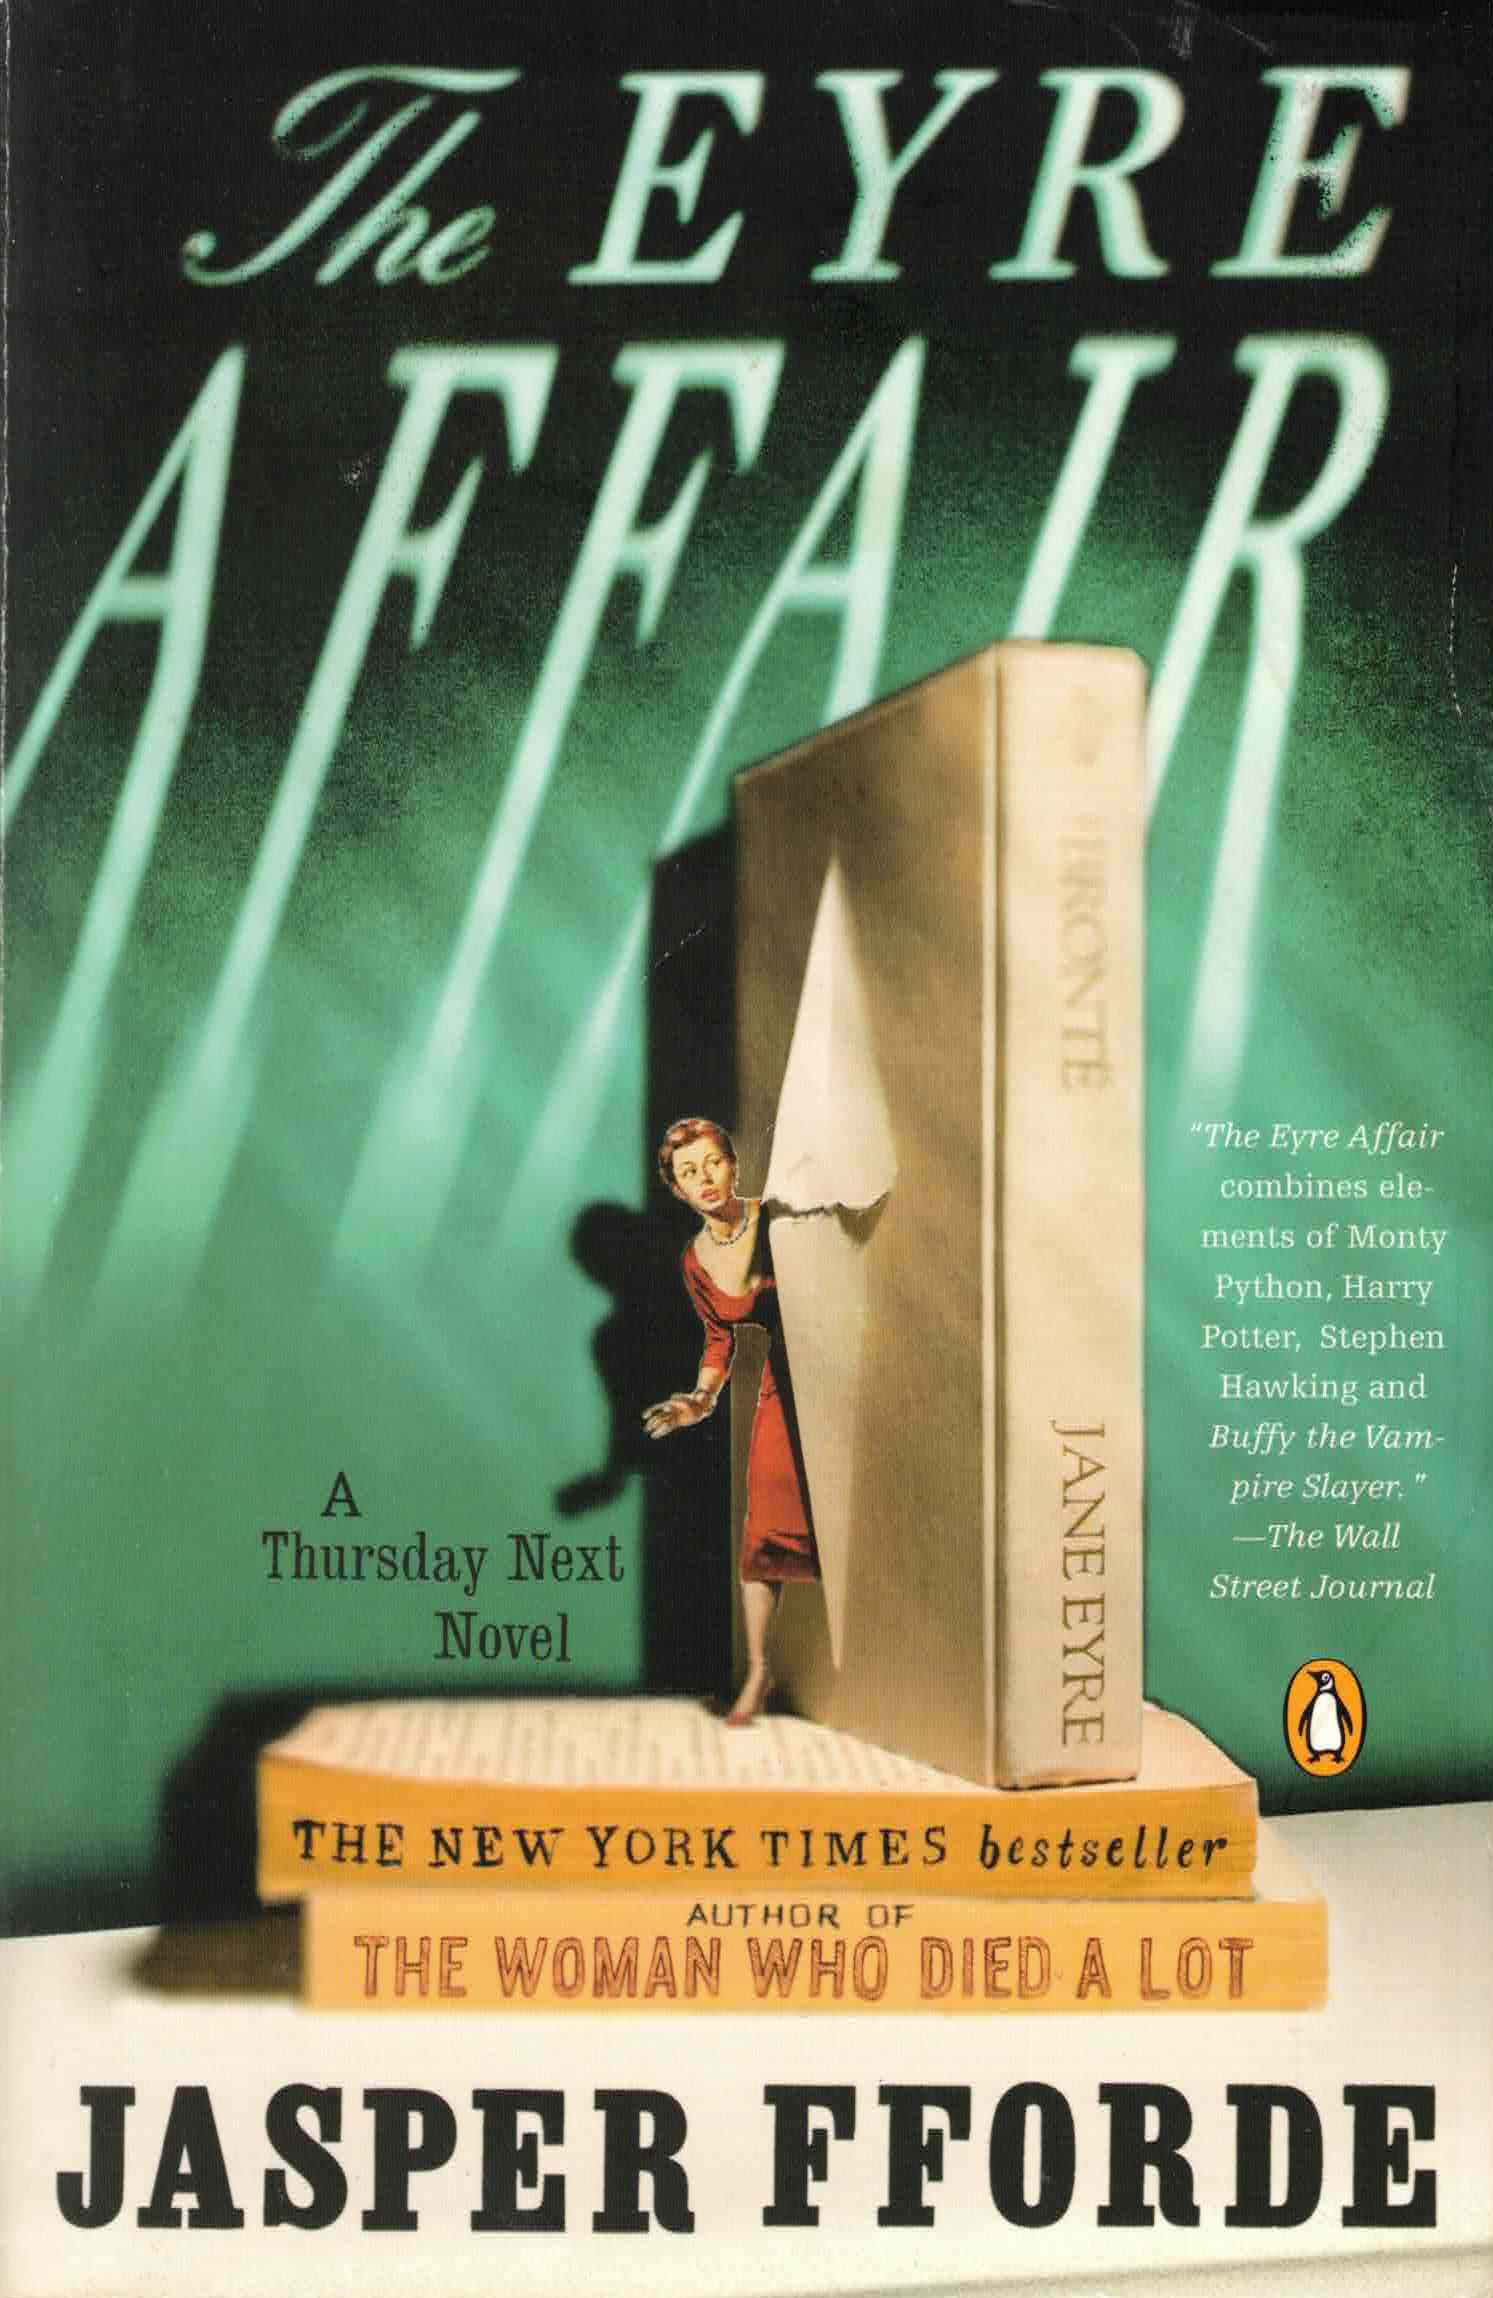 The EYRE
AFFAIR
BRONTË
JANE EYRE
"The Eyre Affair
combines ele-
ments of Monty
Python, Harry
Potter, Stephen
Hawking and
Buffy the Vam-
pire Slayer."
—The Wall
Street Journal
A
Thursday Next
Novel
THE NEW YORK TIMES bestseller
AUTHOR OF
THE WOMAN WHO DIED A LOT
JASPER FFORDE